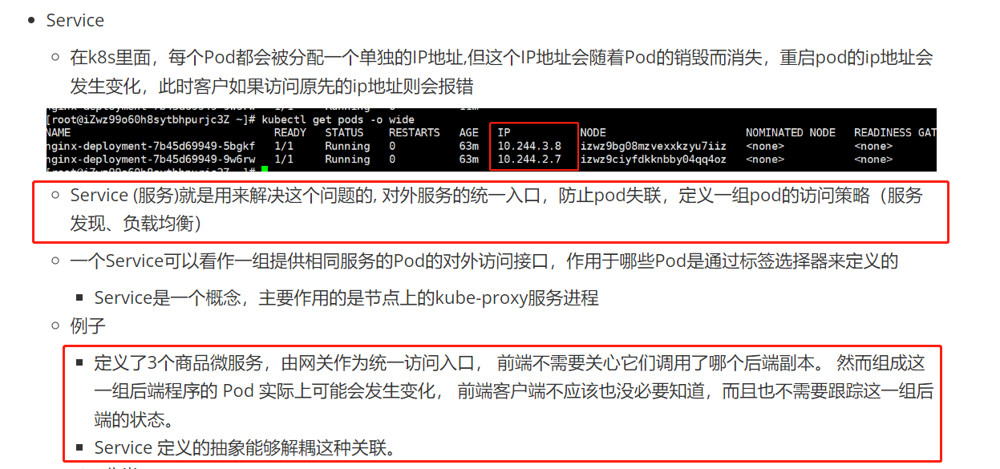 Service
在k8s里面，每个Pod都会被分配一个单独的IP地址,但这个IP地址会随着Pod的销毁而消失，重启pod的ip地址会
发生变化，此时客户如果访问原先的ip地址则会报错
[root@iZwz99o60h8sytbhpurjc3Z ~]# kubectl get pods -o wide
NAME READY STATUS RESTARTS AGE IP NODE NOMINATED NODE READINESS GAT
nginx-deployment-7b45d69949-5bgkf 1/1 Running 0 63m 10.244.3.8 izwz9bg08mzvexxkzyu7iiz <none> <none>
nginx-deployment-7b45d69949-9w6rw 1/1 Running 0 63m 10.244.2.7 izwz9ciyfdkknbby04qq4oz <none> <none>
Service (服务)就是用来解决这个问题的, 对外服务的统一入口，防止pod失联，定义一组pod的访问策略（服务
发现、负载均衡）
一个Service可以看作一组提供相同服务的Pod的对外访问接口，作用于哪些Pod是通过标签选择器来定义的
Service是一个概念，主要作用的是节点上的kube-proxy服务进程
例子
定义了3个商品微服务，由网关作为统一访问入口， 前端不需要关心它们调用了哪个后端副本。 然而组成这
一组后端程序的 Pod 实际上可能会发生变化， 前端客户端不应该也没必要知道，而且也不需要跟踪这一组后
端的状态。
Service 定义的抽象能够解耦这种关联。